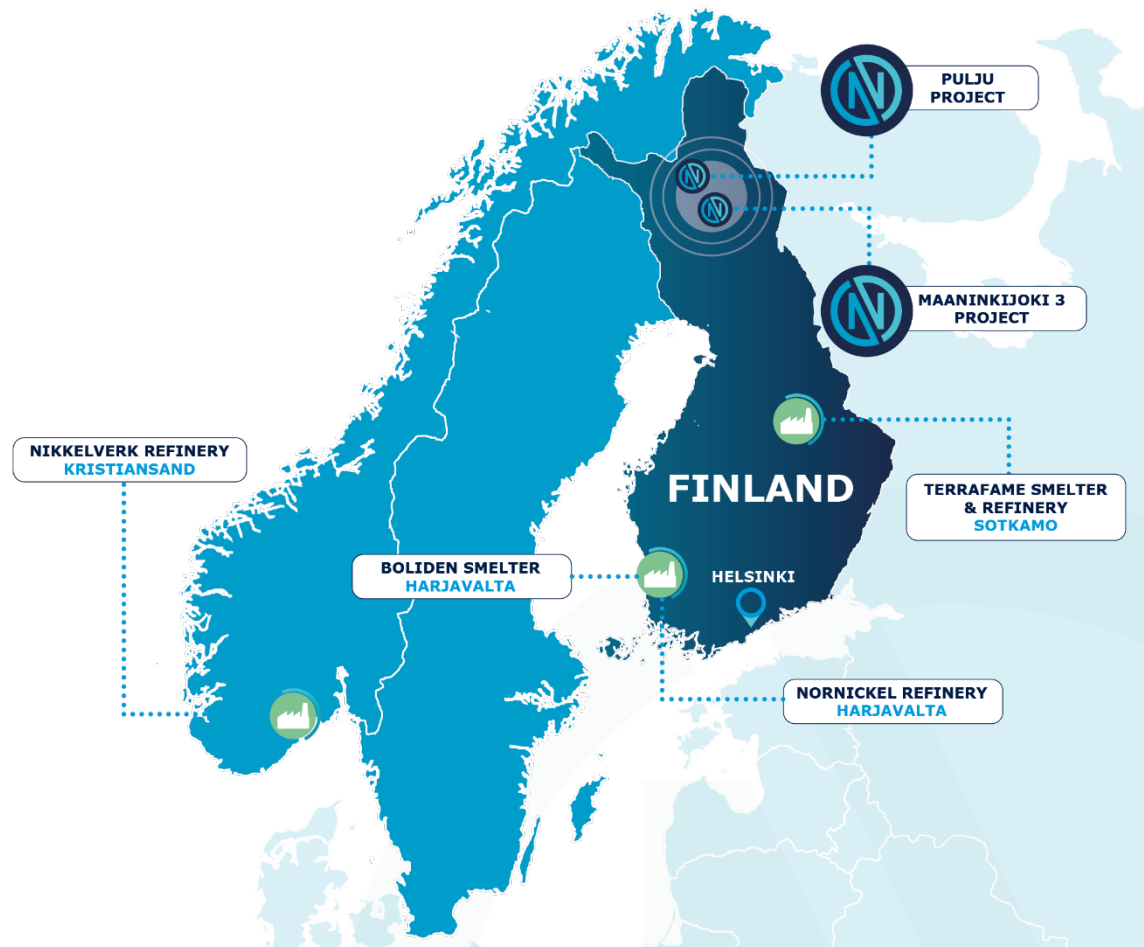 PULJU
PROJECT
MAANINKIJOKI 3
PROJECT
NIKKELVERK REFINERY
KRISTIANSAND
FINLAND
TERRAFAME SMELTER
& REFINERY
SOTKAMO
BOLIDEN SMELTER
HARJAVALTA
HELSINKI
NORNICKEL REFINERY
HARJAVALTA